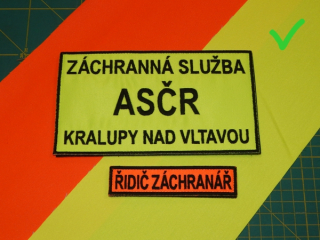 ZÁCHRANNÁ SLUŽBA
ASČR
KRALUPY NAD VLTAVOU
ŘIDIČ ZÁCHRANÁŘ